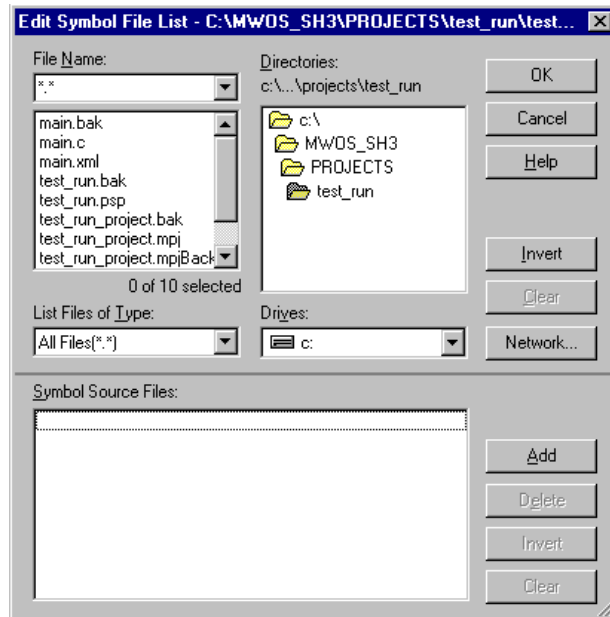 Edit Symbol File List - C:\MWOS_SH3\PROJECTS\test_run\test...
File Name:
*.*
main.bak
main.c
main.xml
test_run.bak
test_run.psp
test_run_project.bak
test_run_project.mpj
test_run_project.mpjBack
0 of 10 selected
List Files of Type:
All Files(*.*)
Directories:
c:\...\projects\test_run
c:\
MWOS_SH3
PROJECTS
test_run
Drives:
c:
OK
Cancel
Help
Invert
Clear
Network...
Symbol Source Files:
Add
Delete
Invert
Clear